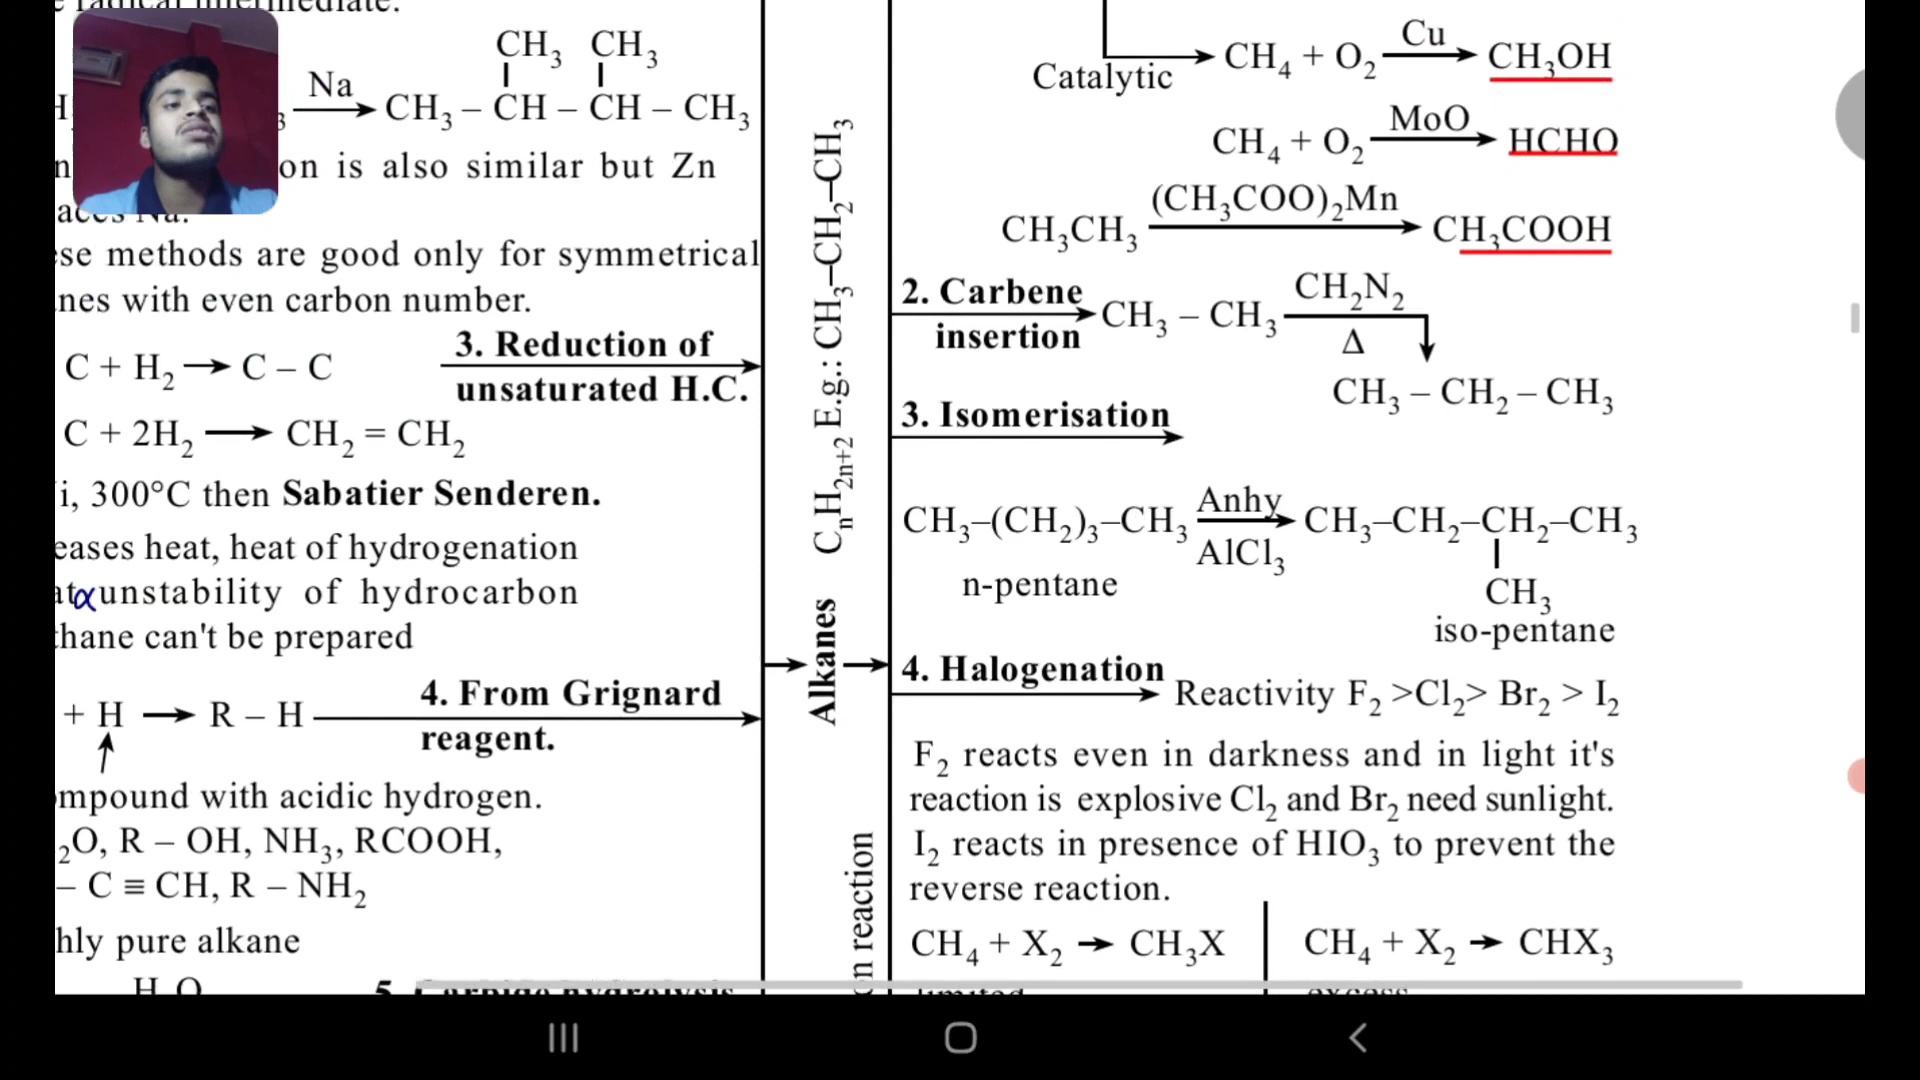 CH₃ CH₃
Na
CH₃ – CH – CH – CH₃
on is also similar but Zn
Na.
se methods are good only for symmetrical
nes with even carbon number.
C + H₂ → C – C
3. Reduction of
unsaturated H.C.
C + 2H₂ → CH₂ = CH₂
i, 300°C then Sabatier Senderen.
eases heat, heat of hydrogenation
at α unstability of hydrocarbon
thane can't be prepared
+ H → R – H
4. From Grignard
reagent.
mpound with acidic hydrogen.
₂O, R – OH, NH₃, RCOOH,
– C ≡ CH, R – NH₂
hly pure alkane
H O
5.
Alkanes CₙH₂ₙ₊₂ E.g.: CH₃–CH₂–CH₃
n reaction
Catalytic
CH₄ + O₂ Cu → CH₃OH
CH₄ + O₂ MoO → HCHO
CH₃CH₃ (CH₃COO)₂Mn → CH₃COOH
2. Carbene
insertion
CH₃ – CH₃ CH₂N₂
Δ
CH₃ – CH₂ – CH₃
3. Isomerisation
CH₃–(CH₂)₃–CH₃ Anhy → CH₃–CH₂–CH₂–CH₃
AlCl₃
n-pentane
CH₃
iso-pentane
4. Halogenation
Reactivity F₂ >Cl₂> Br₂ > I₂
F₂ reacts even in darkness and in light it's
reaction is explosive Cl₂ and Br₂ need sunlight.
I₂ reacts in presence of HIO₃ to prevent the
reverse reaction.
CH₄ + X₂ → CH₃X
CH₄ + X₂ → CHX₃